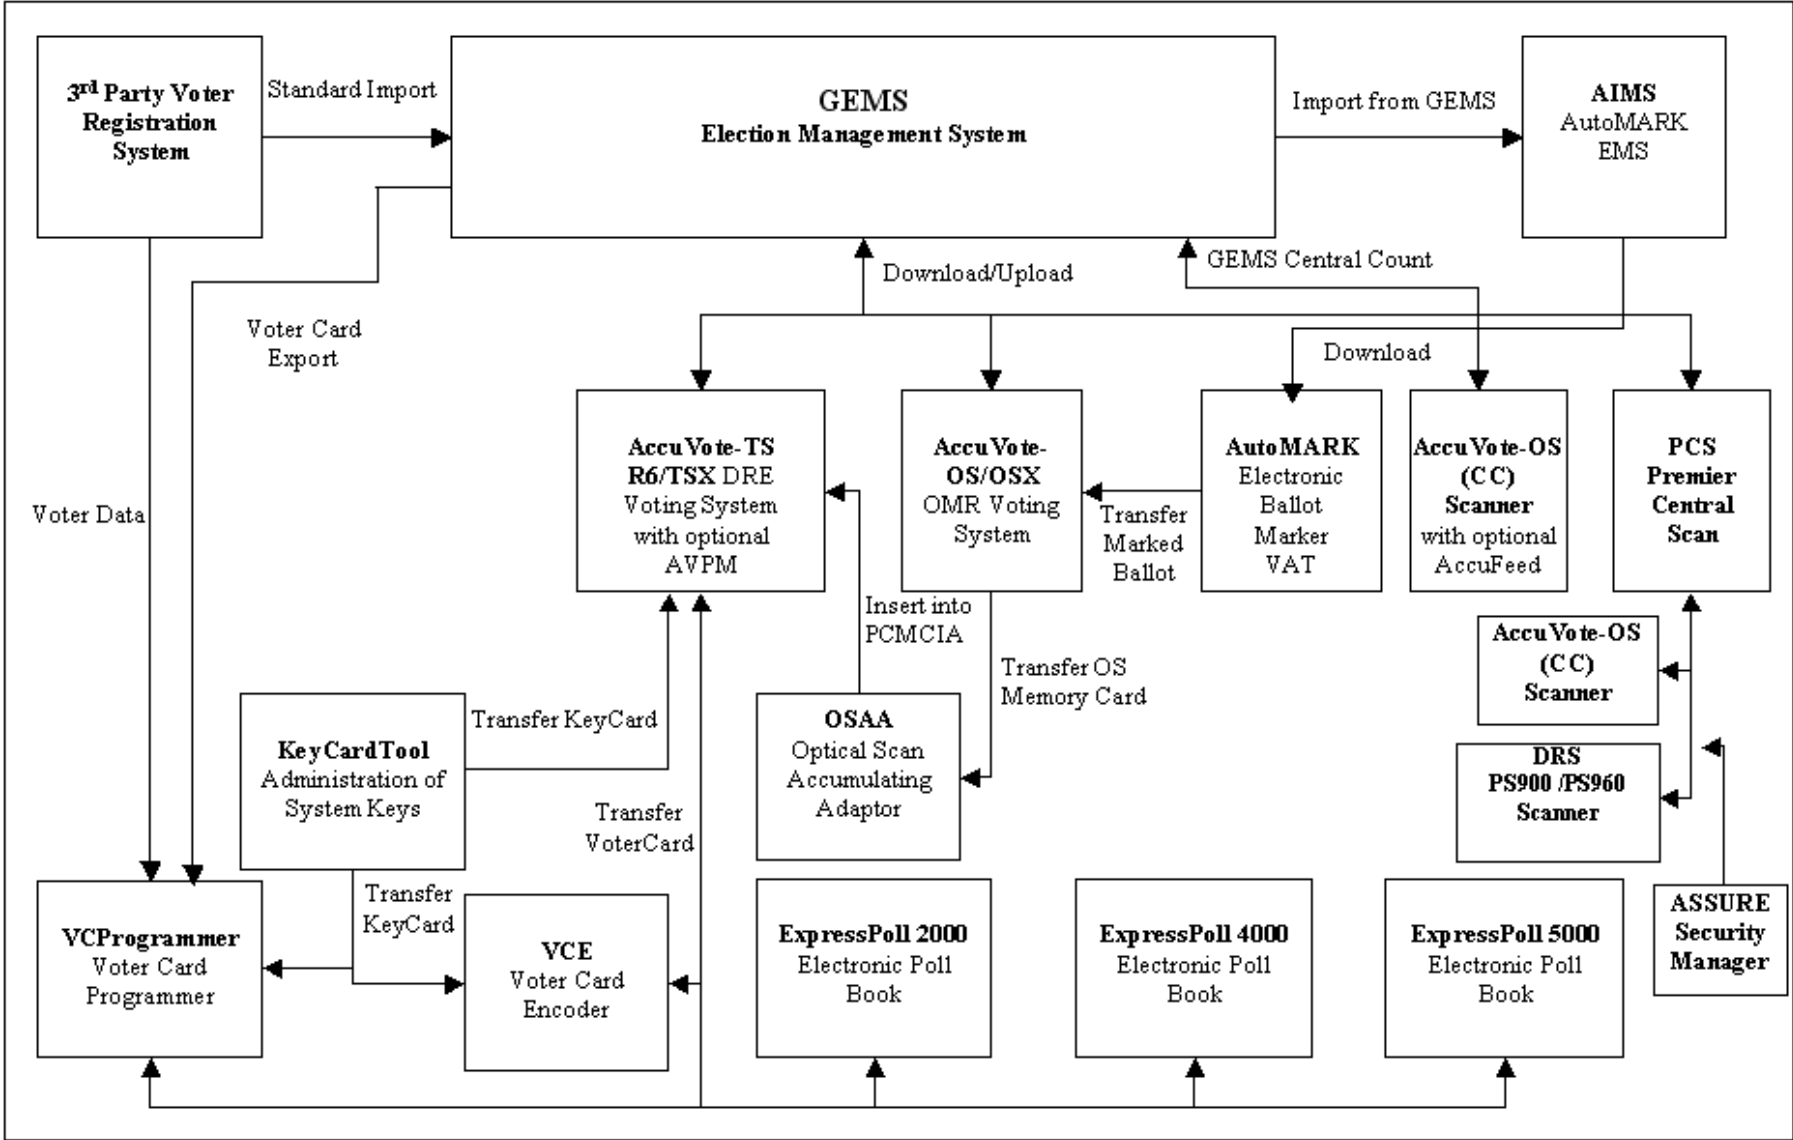 3rd Party Voter
Registration
System
Standard Import
GEMS
Election Management System
Import from GEMS
AIMS
AutoMARK
EMS
Download/Upload
GEMS Central Count
Voter Card
Export
Download
Voter Data
AccuVote-TS
R6/TSX DRE
Voting System
with optional
AVPM
AccuVote-
OS/OSX
OMR Voting
System
Transfer
Marked
Ballot
AutoMARK
Electronic
Ballot
Marker
VAT
AccuVote-OS
(CC)
Scanner
with optional
AccuFeed
PCS
Premier
Central
Scan
Insert into
PCMCIA
Transfer OS
Memory Card
AccuVote-OS
(CC)
Scanner
KeyCardTool
Administration of
System Keys
Transfer KeyCard
OSAA
Optical Scan
Accumulating
Adaptor
DRS
PS900 /PS960
Scanner
Transfer
VoterCard
Transfer
KeyCard
VCProgrammer
Voter Card
Programmer
VCE
Voter Card
Encoder
ExpressPoll 2000
Electronic Poll
Book
ExpressPoll 4000
Electronic Poll
Book
ExpressPoll 5000
Electronic Poll
Book
ASSURE
Security
Manager